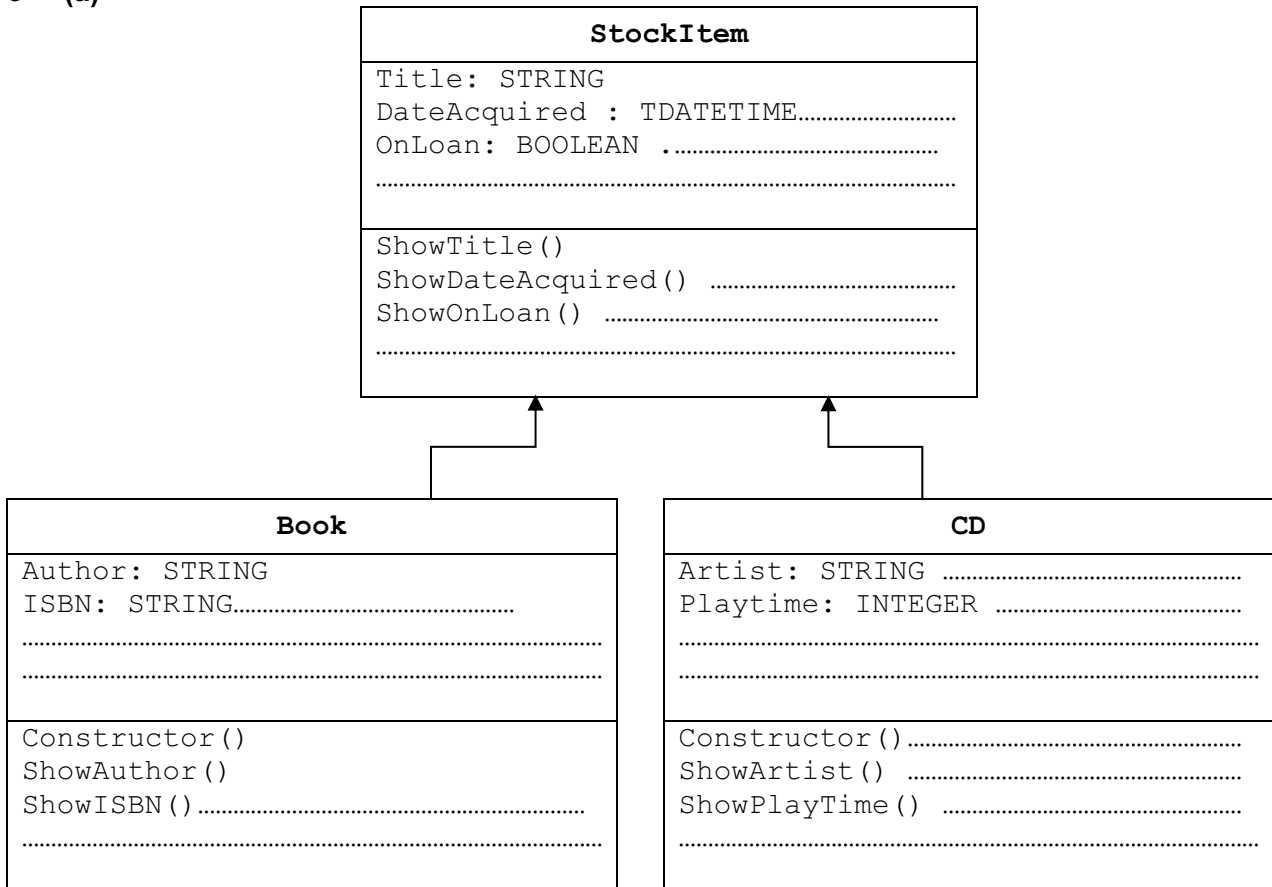 (a)
StockItem
Title: STRING
DateAcquired : TDATETIME..............................
OnLoan: BOOLEAN ...............................................
....................................................................................................
ShowTitle()
ShowDateAcquired() ..........................................
ShowOnLoan() .........................................................
....................................................................................................
Book
Author: STRING
ISBN: STRING................................................
....................................................................................................
....................................................................................................
Constructor()
ShowAuthor()
ShowISBN()..................................................................
....................................................................................................
CD
Artist: STRING ...................................................
Playtime: INTEGER ..........................................
....................................................................................................
....................................................................................................
Constructor().........................................................
ShowArtist() .........................................................
ShowPlayTime() ...................................................
....................................................................................................